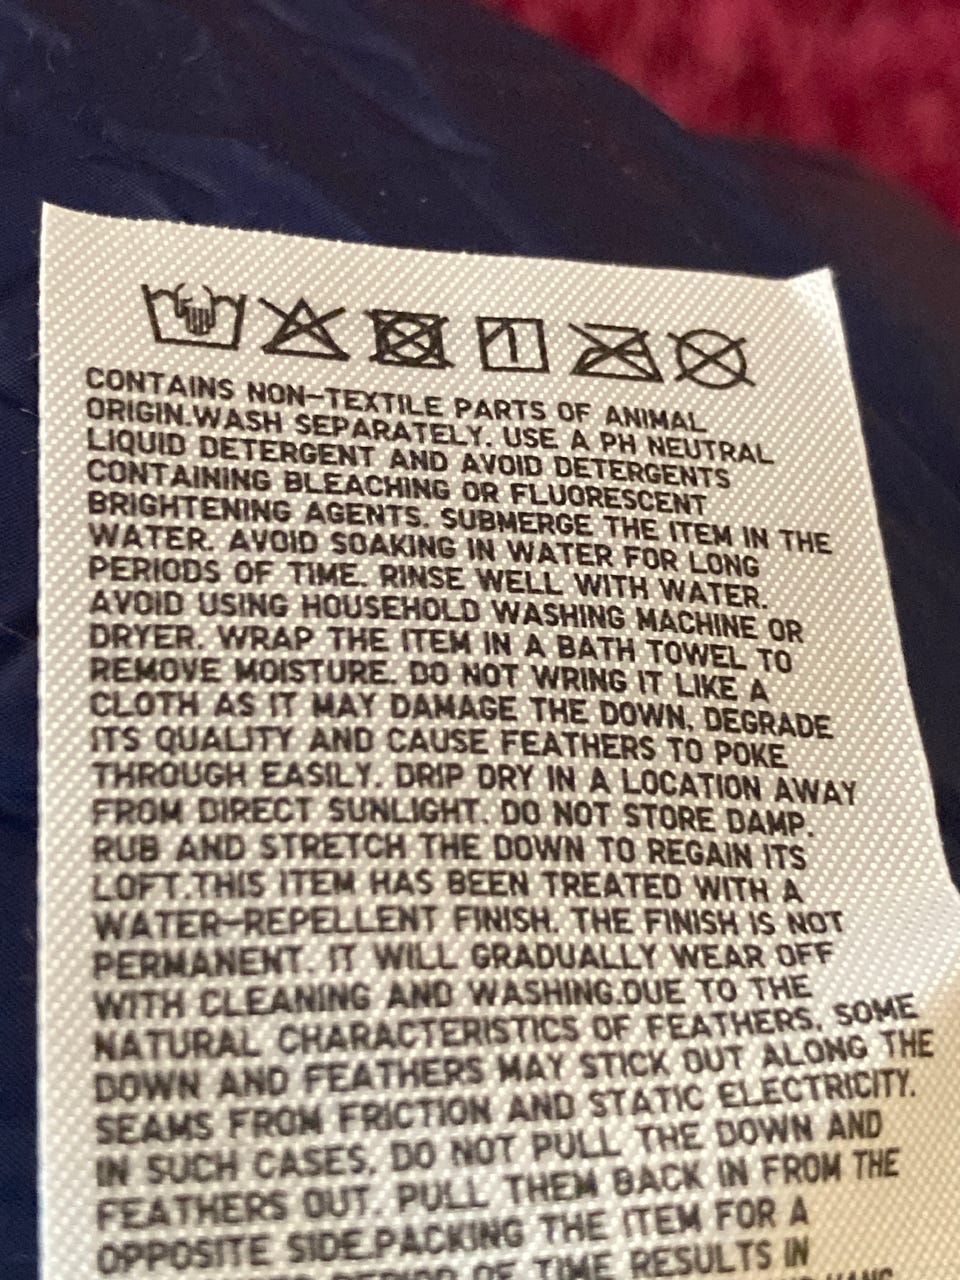 CONTAINS NON-TEXTILE PARTS OF ANIMAL
ORIGIN.WASH SEPARATELY. USE A PH NEUTRAL
LIQUID DETERGENT AND AVOID DETERGENTS
CONTAINING BLEACHING OR FLUORESCENT
BRIGHTENING AGENTS. SUBMERGE THE ITEM IN THE
WATER. AVOID SOAKING IN WATER FOR LONG
PERIODS OF TIME. RINSE WELL WITH WATER.
AVOID USING HOUSEHOLD WASHING MACHINE OR
DRYER. WRAP THE ITEM IN A BATH TOWEL TO
REMOVE MOISTURE. DO NOT WRING IT LIKE A
CLOTH AS IT MAY DAMAGE THE DOWN, DEGRADE
ITS QUALITY AND CAUSE FEATHERS TO POKE
THROUGH EASILY. DRIP DRY IN A LOCATION AWAY
FROM DIRECT SUNLIGHT. DO NOT STORE DAMP.
RUB AND STRETCH THE DOWN TO REGAIN ITS
LOFT.THIS ITEM HAS BEEN TREATED WITH A
WATER-REPELLENT FINISH. THE FINISH IS NOT
PERMANENT. IT WILL GRADUALLY WEAR OFF
WITH CLEANING AND WASHING.DUE TO THE
NATURAL CHARACTERISTICS OF FEATHERS, SOME
DOWN AND FEATHERS MAY STICK OUT ALONG THE
SEAMS FROM FRICTION AND STATIC ELECTRICITY.
IN SUCH CASES, DO NOT PULL THE DOWN AND
FEATHERS OUT. PULL THEM BACK IN FROM THE
OPPOSITE SIDE.PACKING THE ITEM FOR A
PERIOD OF TIME RESULTS IN